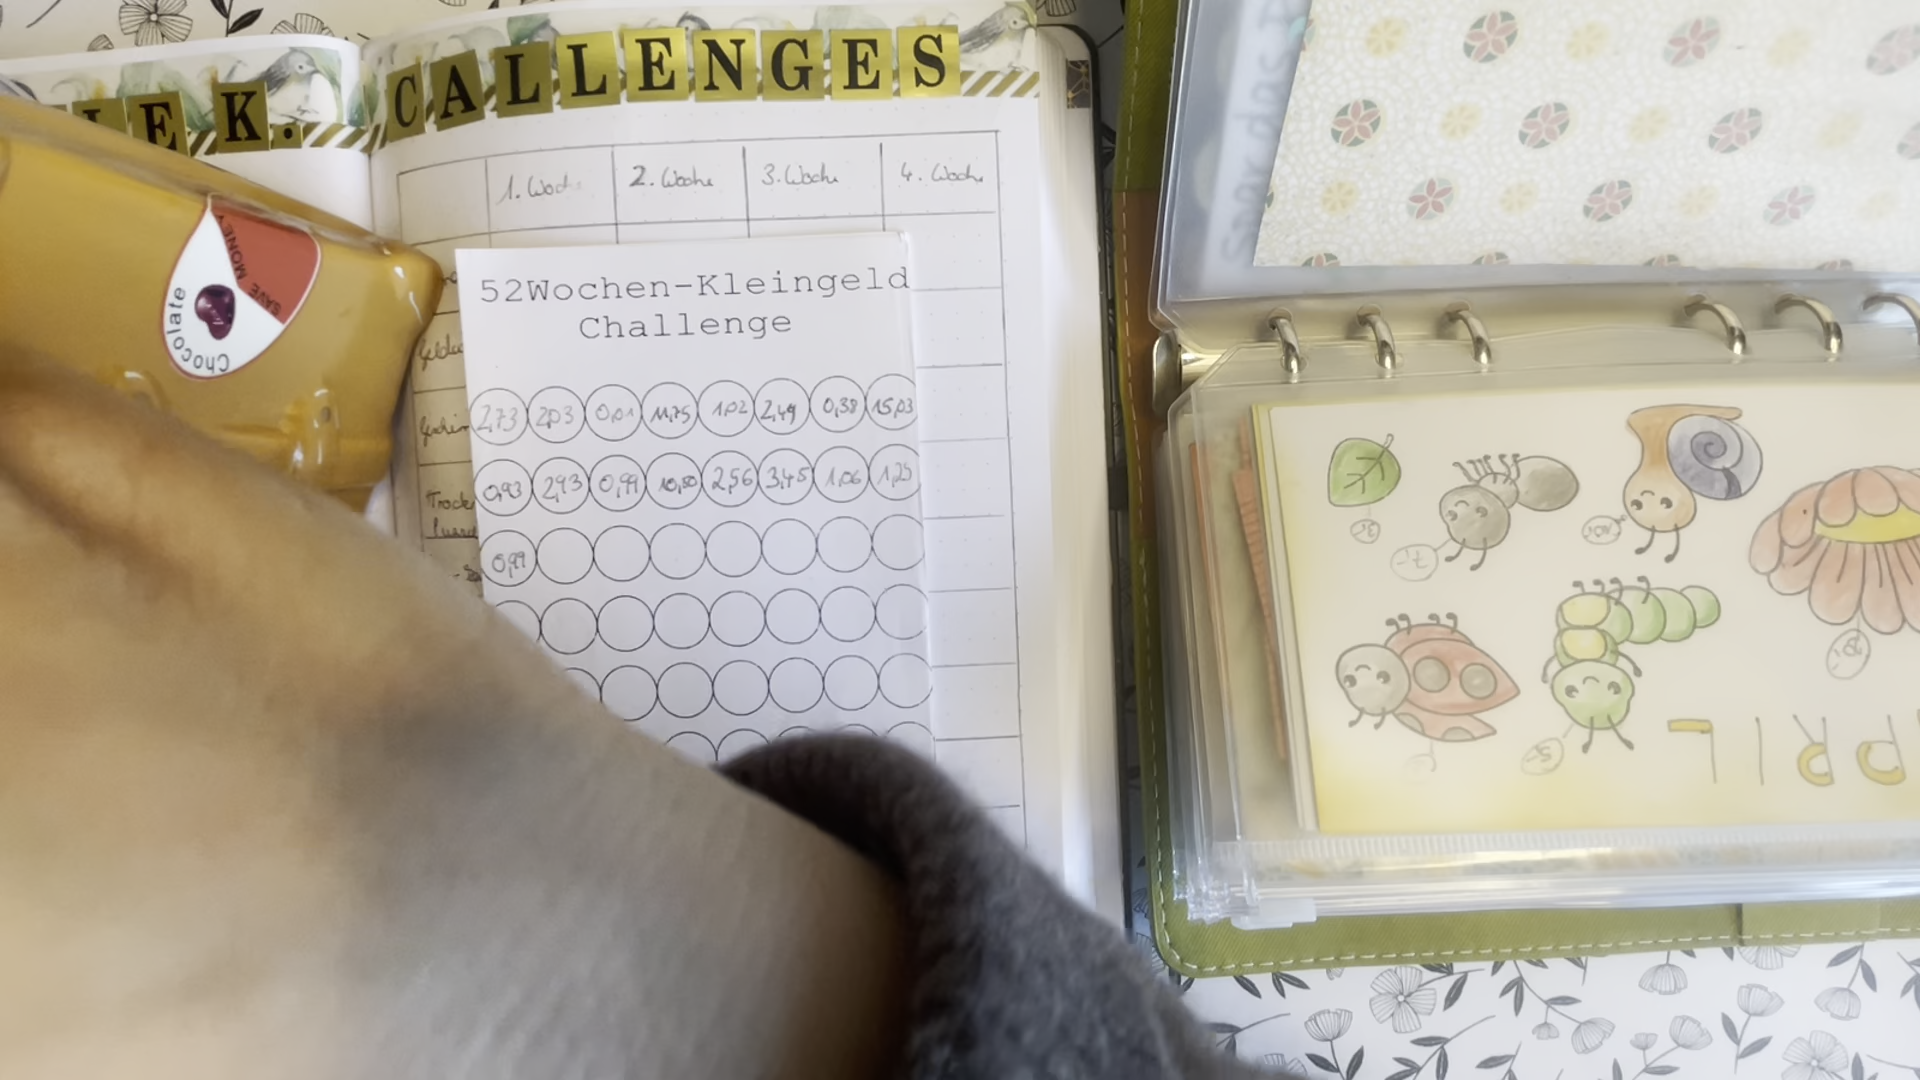 LE K. CALLENGES
1. Woch 2. Woche 3. Woche 4. Woche
52Wochen-Kleingeld
Challenge
2,73 2,03 0,01 11,75 1,02 2,49 0,38 15,03
0,93 2,93 0,99 10,50 2,56 3,45 1,06 1,25
0,99
Chocolate
SAVE MONEY
PRIL